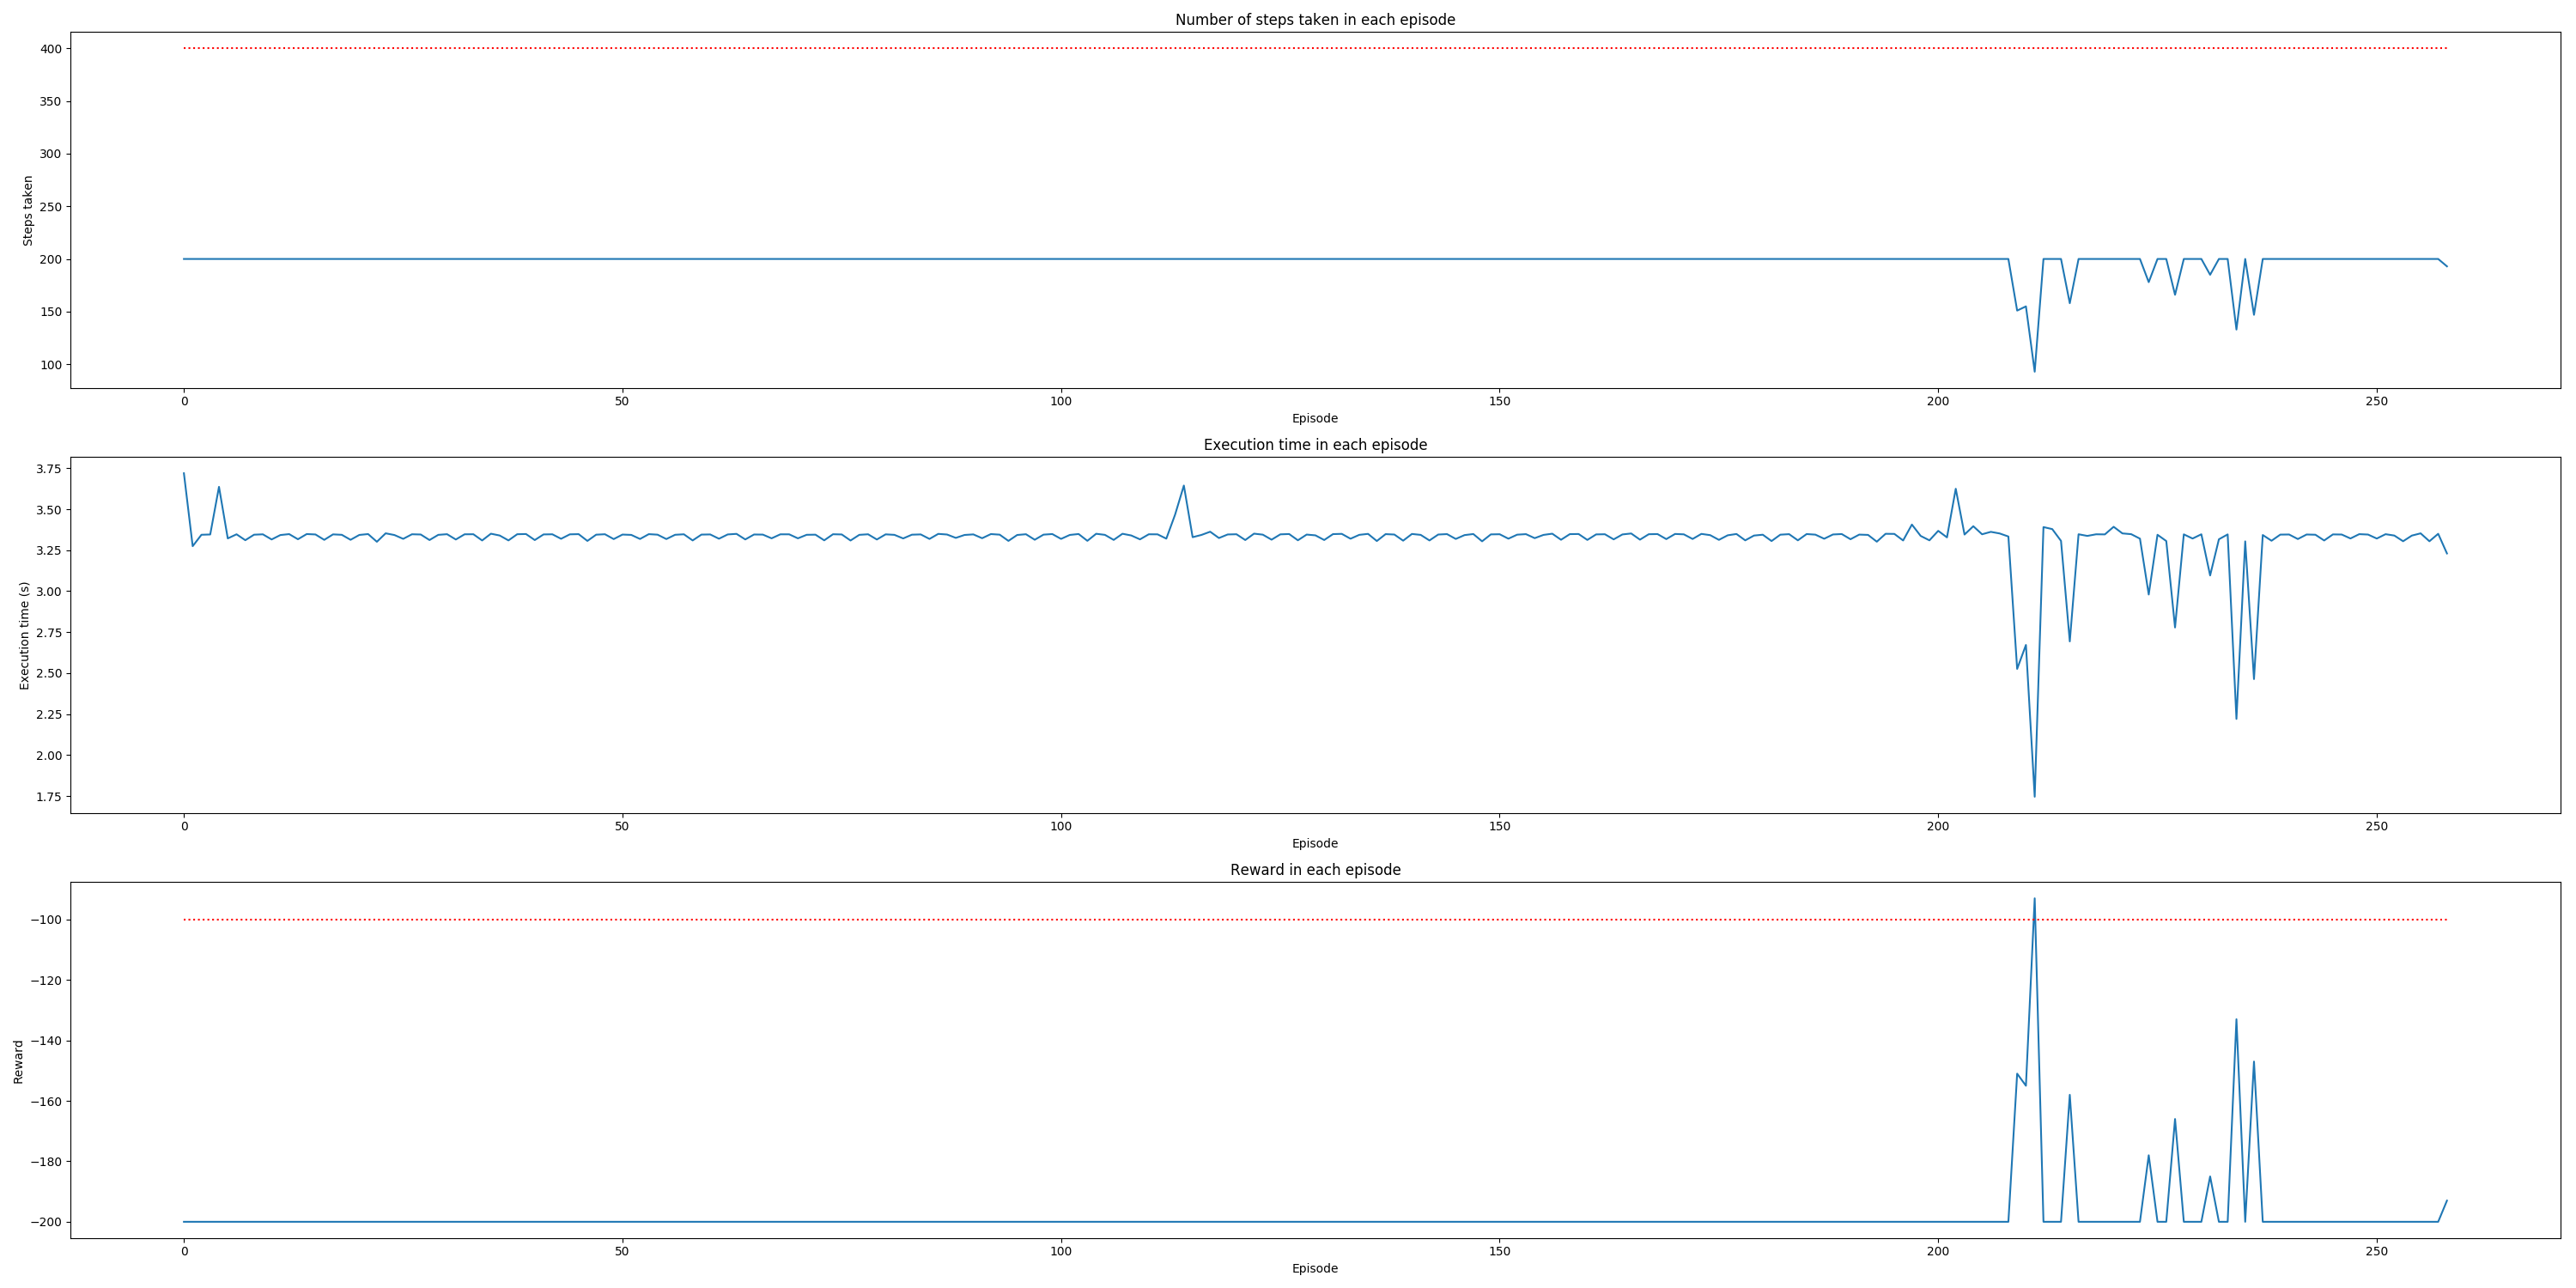 Number of steps taken in each episode
400
350
300
250
200
150
100
Steps taken
0 50 100 150 200 250
Episode
Execution time in each episode
3.75
3.50
3.25
3.00
2.75
2.50
2.25
2.00
1.75
Execution time (s)
0 50 100 150 200 250
Episode
Reward in each episode
−100
−120
−140
−160
−180
−200
Reward
0 50 100 150 200 250
Episode